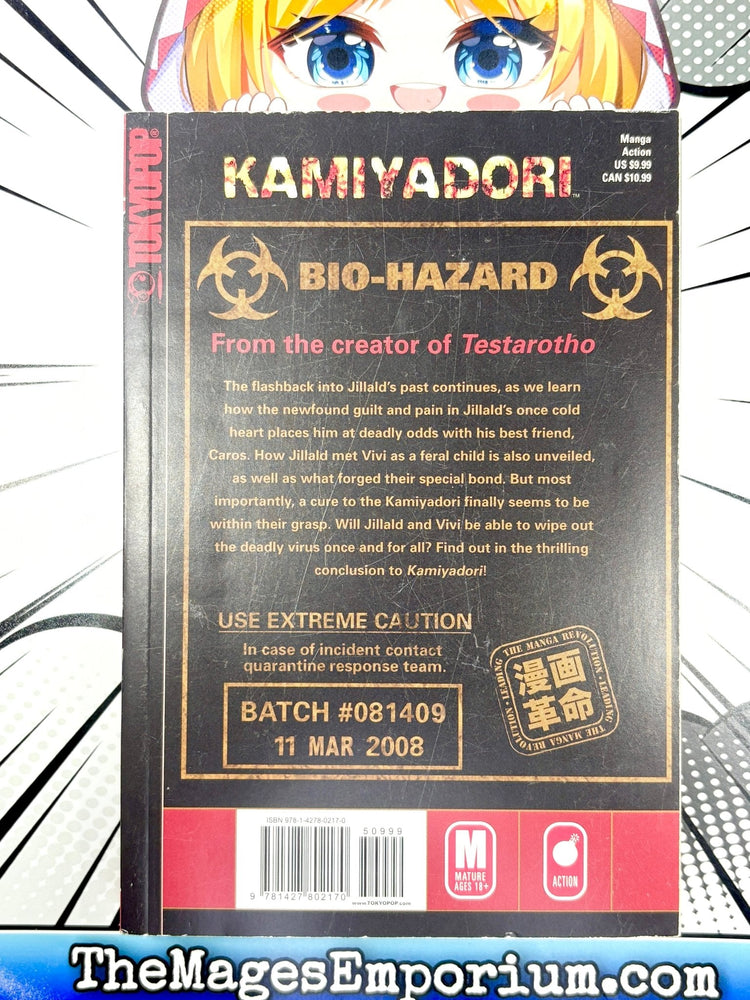 TOKYOPOP®
Manga
Action
US $9.99
CAN $10.99
KAMIYADORI™
BIO-HAZARD
From the creator of Testarotho
The flashback into Jillald's past continues, as we learn
how the newfound guilt and pain in Jillald's once cold
heart places him at deadly odds with his best friend,
Caros. How Jillald met Vivi as a feral child is also unveiled,
as well as what forged their special bond. But most
importantly, a cure to the Kamiyadori finally seems to be
within their grasp. Will Jillald and Vivi be able to wipe out
the deadly virus once and for all? Find out in the thrilling
conclusion to Kamiyadori!
USE EXTREME CAUTION
In case of incident contact
quarantine response team.
BATCH #081409
11 MAR 2008
LEADING THE MANGA REVOLUTION · LEADING THE MANGA REVOLUTION ·
漫画
革命
ISBN 978-1-4278-0217-0
50999
9 781427 802170
www.TOKYOPOP.com
M
MATURE
AGES 18+
ACTION
TheMagesEmporium.com